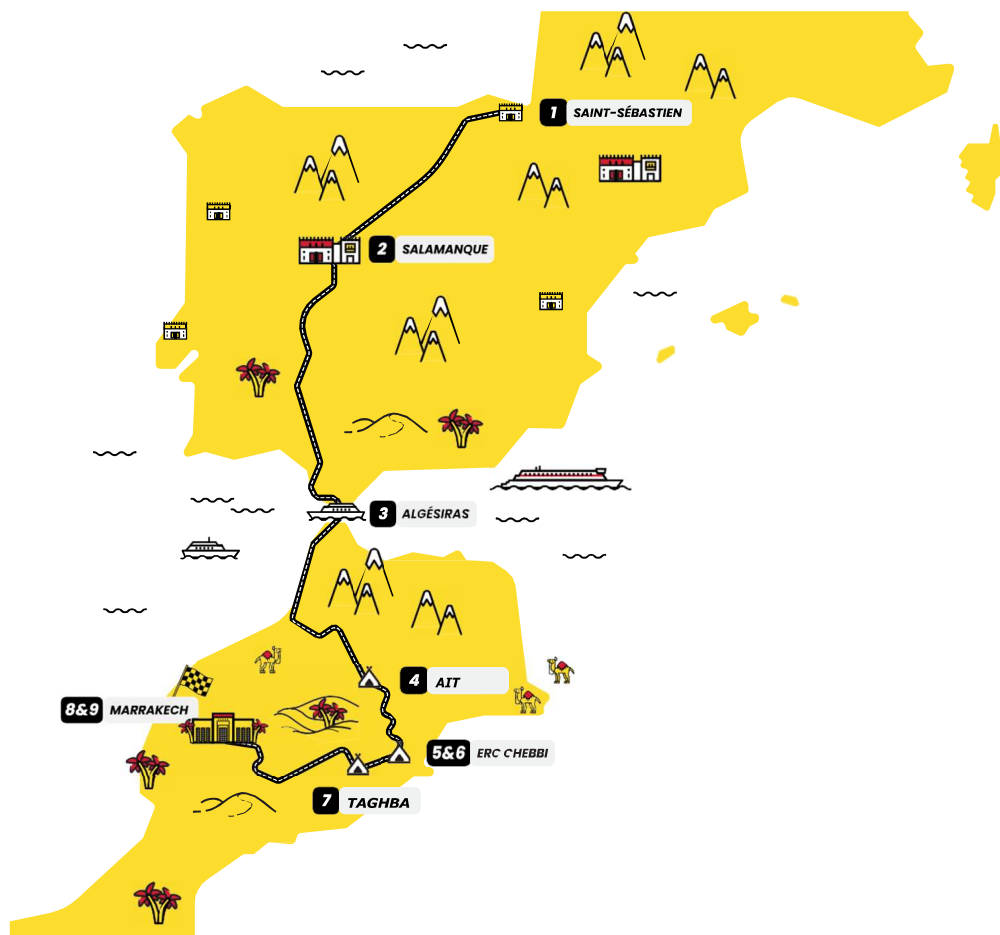 1 SAINT-SÉBASTIEN
2 SALAMANQUE
3 ALGÉSIRAS
4 AIT
8&9 MARRAKECH
5&6 ERC CHEBBI
7 TAGHBA